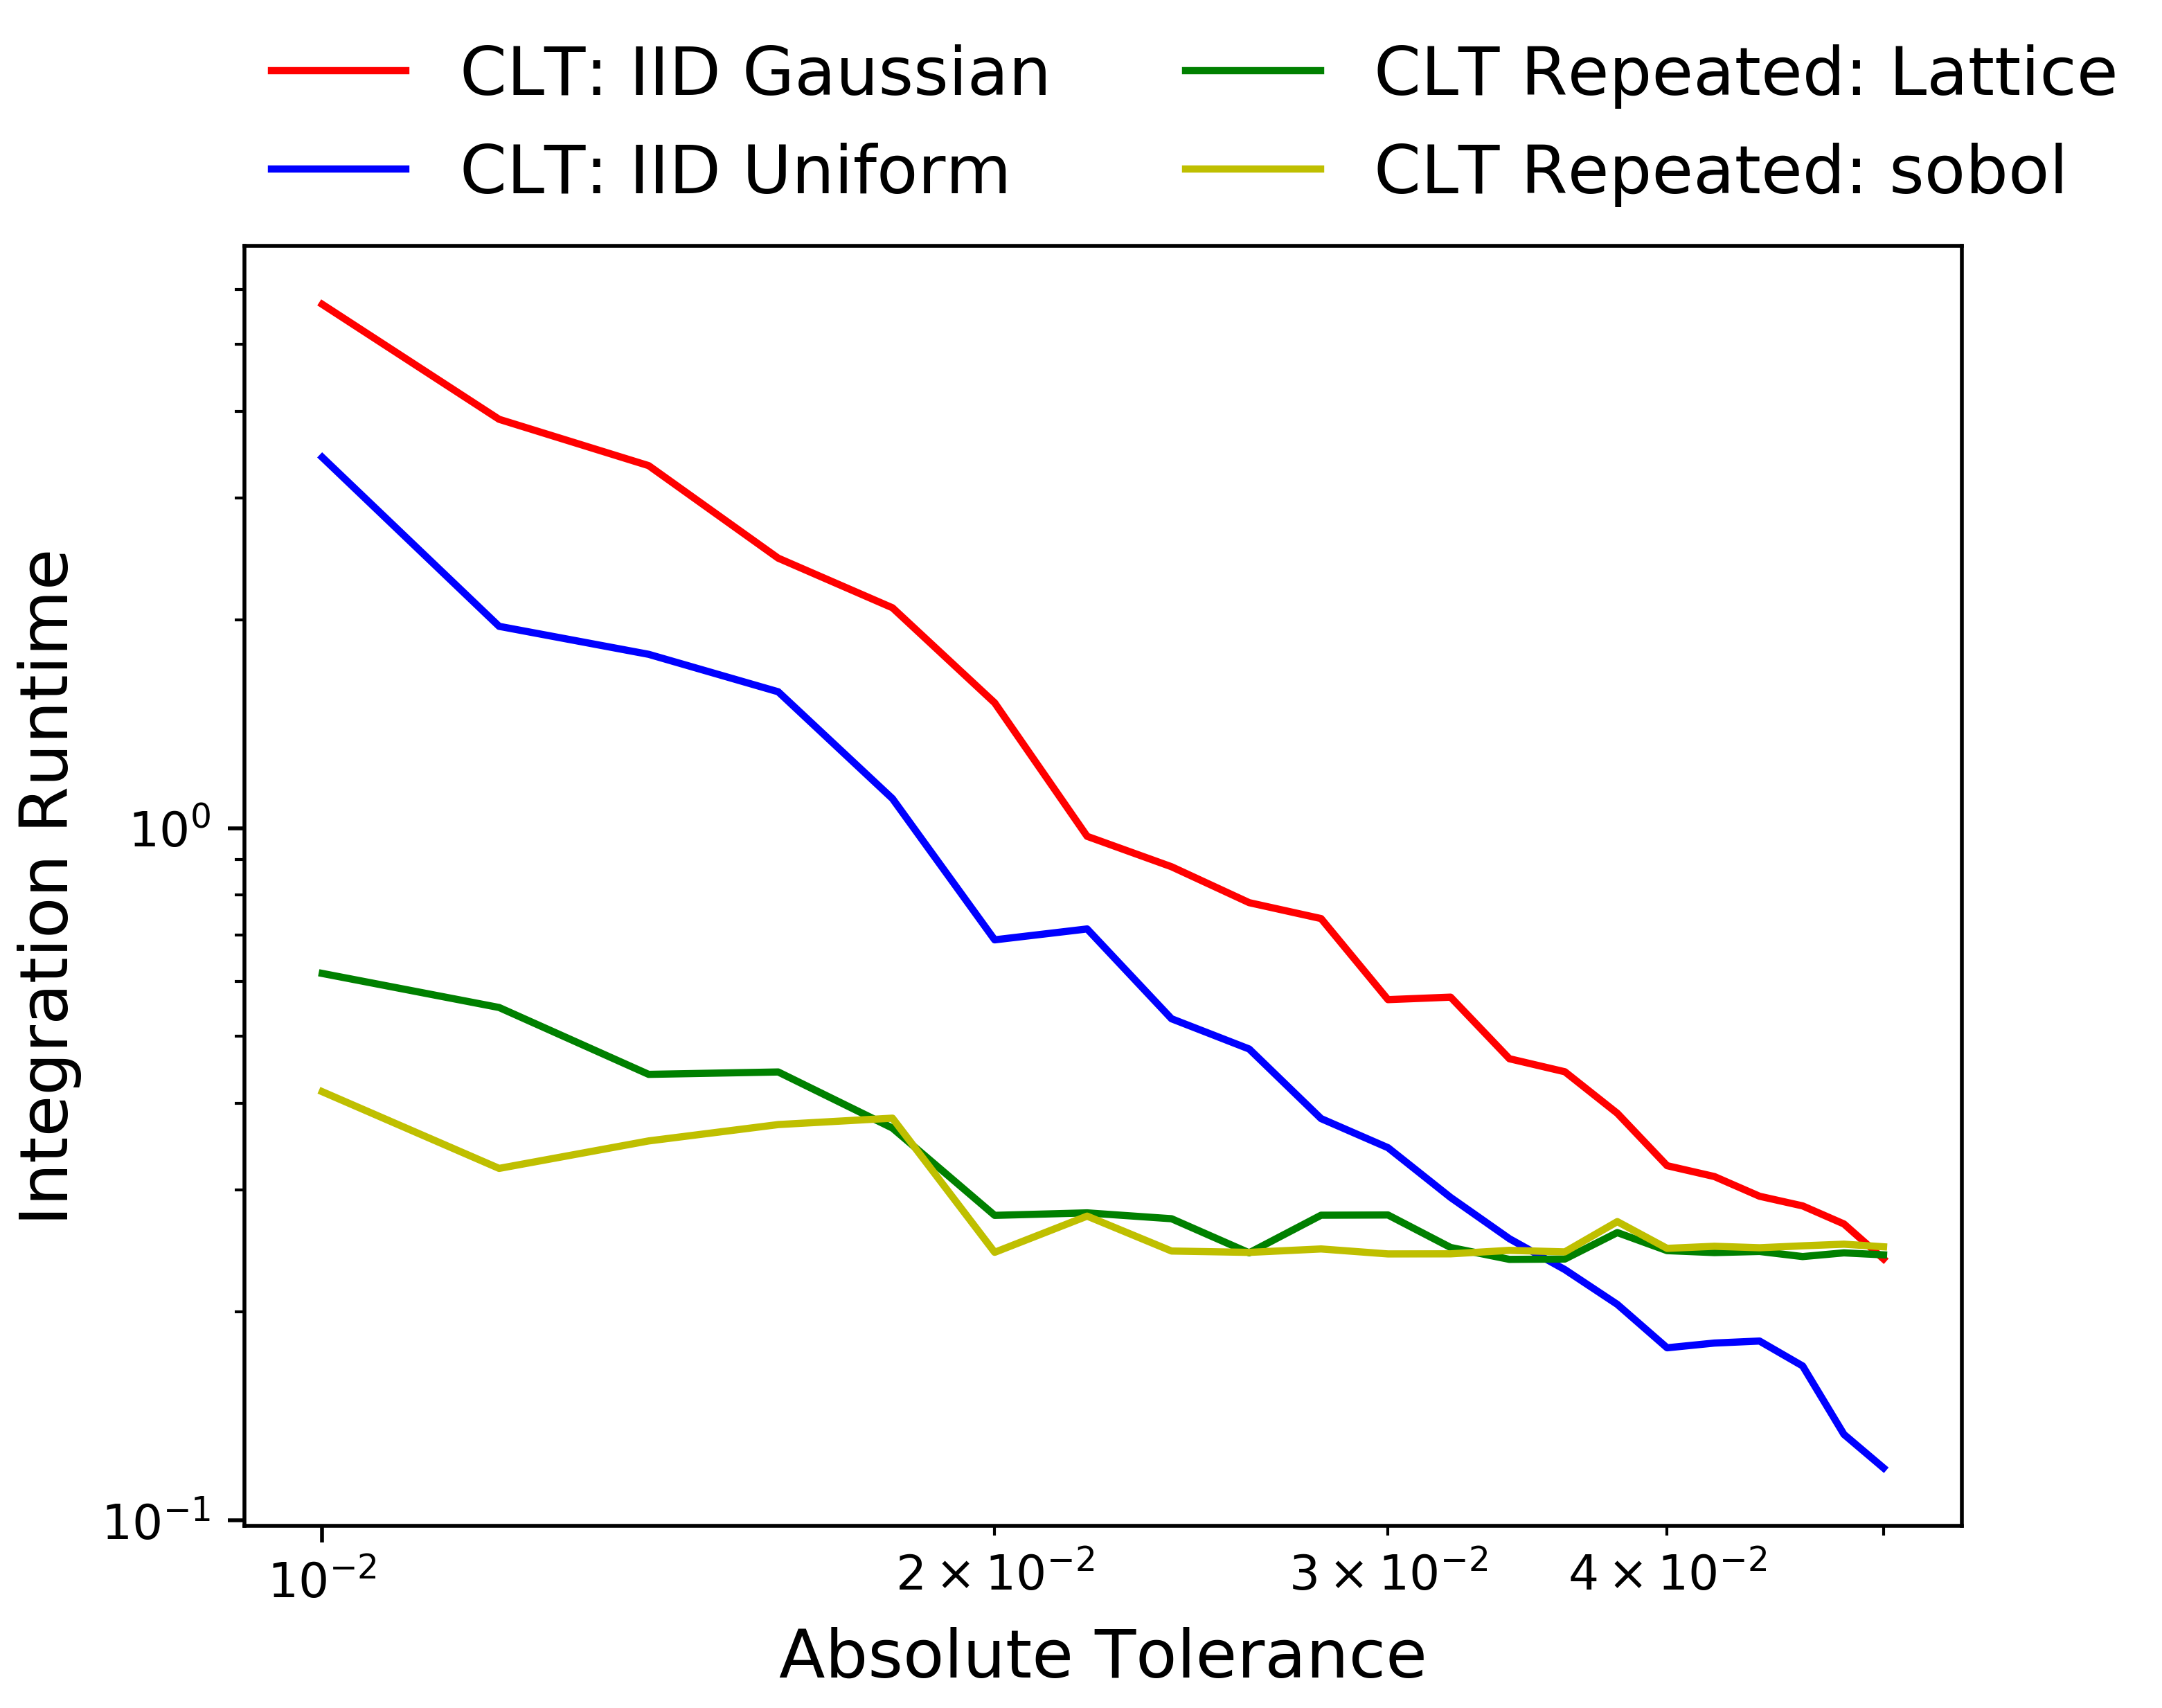 CLT: IID Gaussian
CLT: IID Uniform
CLT Repeated: Lattice
CLT Repeated: sobol
Integration Runtime
10⁰
10⁻¹
10⁻²
2 × 10⁻²
3 × 10⁻²
4 × 10⁻²
Absolute Tolerance